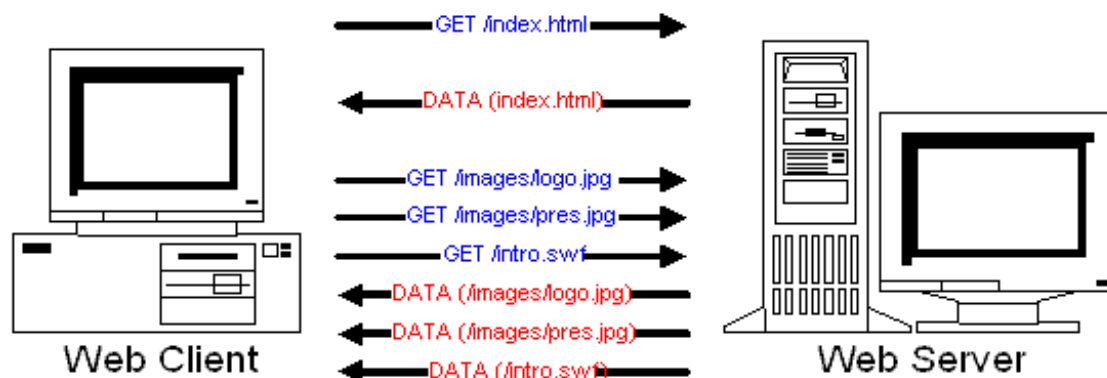 GET /index.html
DATA (index.html)
GET /images/logo.jpg
GET /images/pres.jpg
GET /intro.swf
DATA (/images/logo.jpg)
DATA (/images/pres.jpg)
DATA (/intro.swf)
Web Client
Web Server